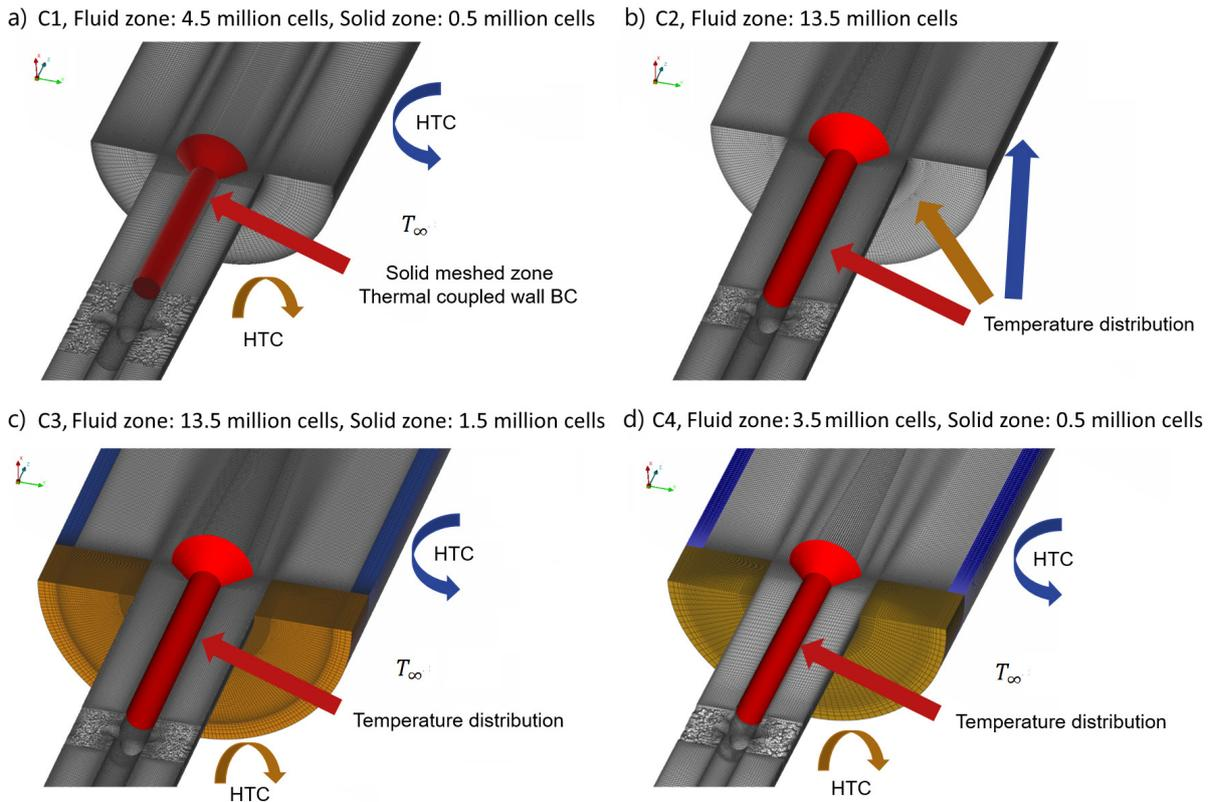 a) C1, Fluid zone: 4.5 million cells, Solid zone: 0.5 million cells
b) C2, Fluid zone: 13.5 million cells
HTC
T∞
Solid meshed zone
Thermal coupled wall BC
HTC
Temperature distribution
c) C3, Fluid zone: 13.5 million cells, Solid zone: 1.5 million cells
d) C4, Fluid zone: 3.5 million cells, Solid zone: 0.5 million cells
HTC
T∞
Temperature distribution
HTC
HTC
T∞
Temperature distribution
HTC